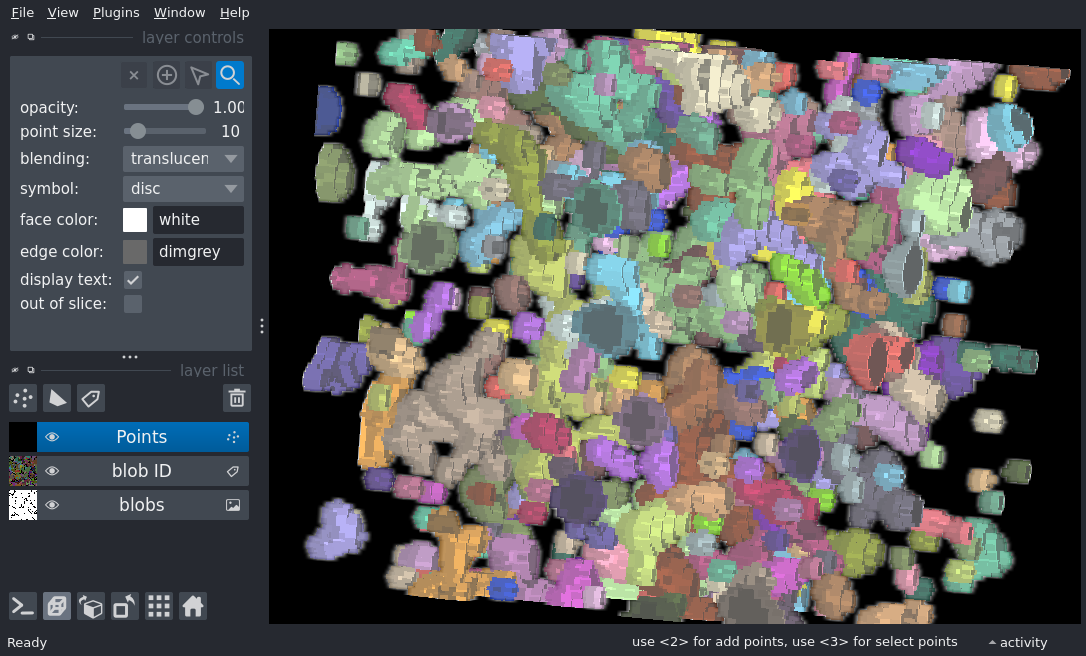 File View Plugins Window Help
layer controls
opacity: 1.00
point size: 10
blending: translucen
symbol: disc
face color: white
edge color: dimgrey
display text:
out of slice:
layer list
Points
blob ID
blobs
Ready use <2> for add points, use <3> for select points activity